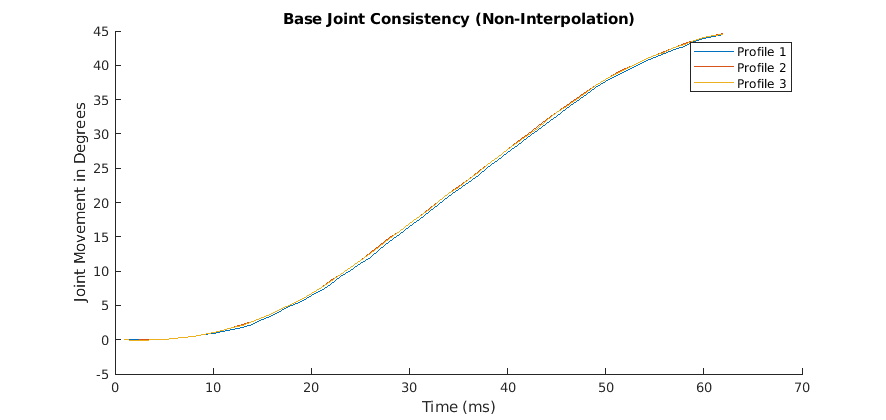 Base Joint Consistency (Non-Interpolation)
45
40
35
30
25
20
15
10
5
0
-5
Joint Movement in Degrees
Profile 1
Profile 2
Profile 3
0 10 20 30 40 50 60 70
Time (ms)